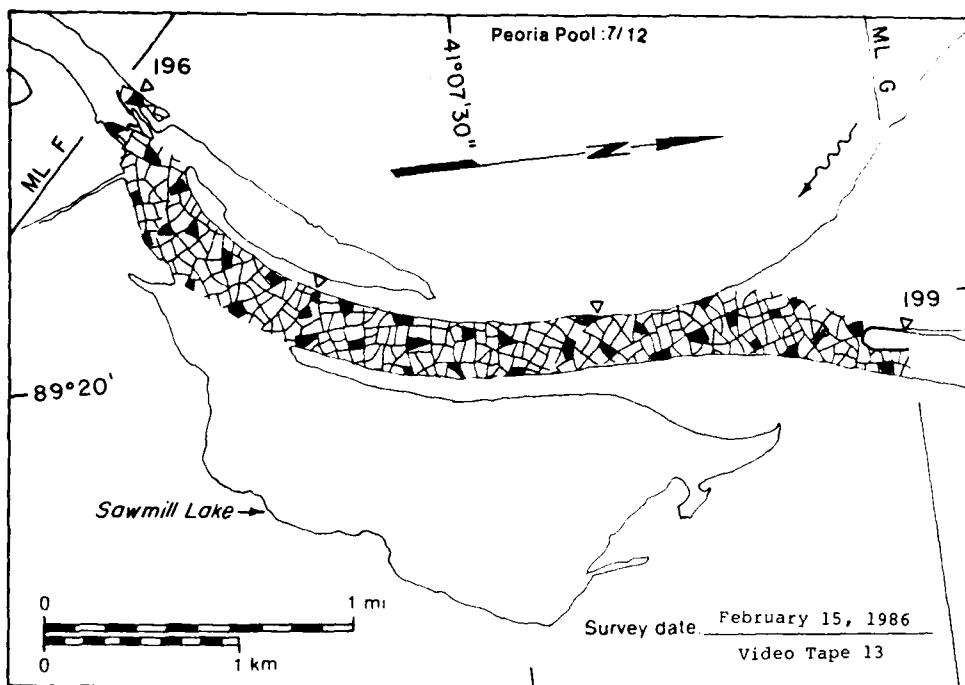 Peoria Pool :7/12
196
41°07'30"
ML G
ML F
N
199
89°20'
Sawmill Lake
0 1 mi
0 1 km
Survey date February 15, 1986
Video Tape 13